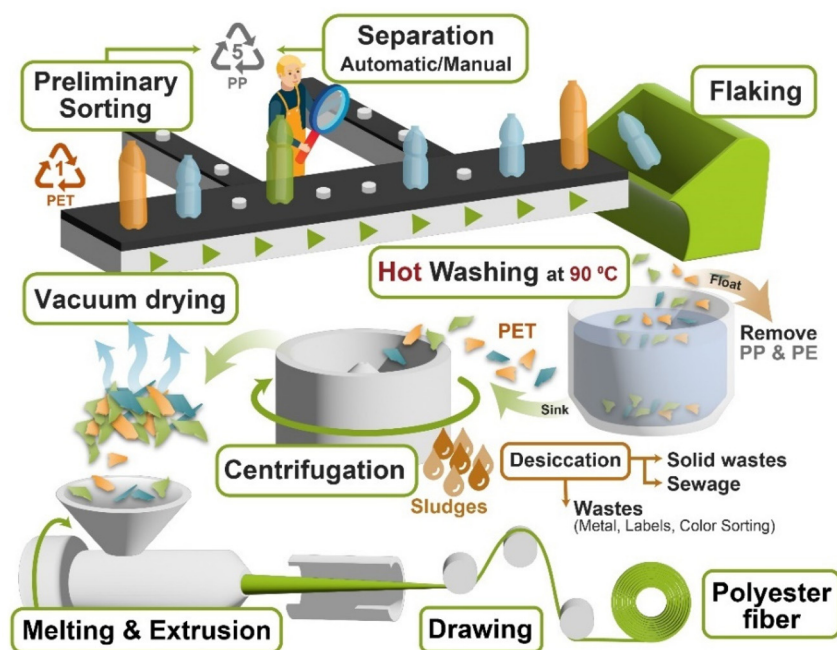 Preliminary
Sorting
5
PP
Separation
Automatic/Manual
Flaking
1
PET
Hot Washing at 90 ºC
Vacuum drying
Float
Remove
PP & PE
PET
Sink
Centrifugation
Sludges
Desiccation
Solid wastes
Sewage
Wastes
(Metal, Labels, Color Sorting)
Melting & Extrusion
Drawing
Polyester
fiber